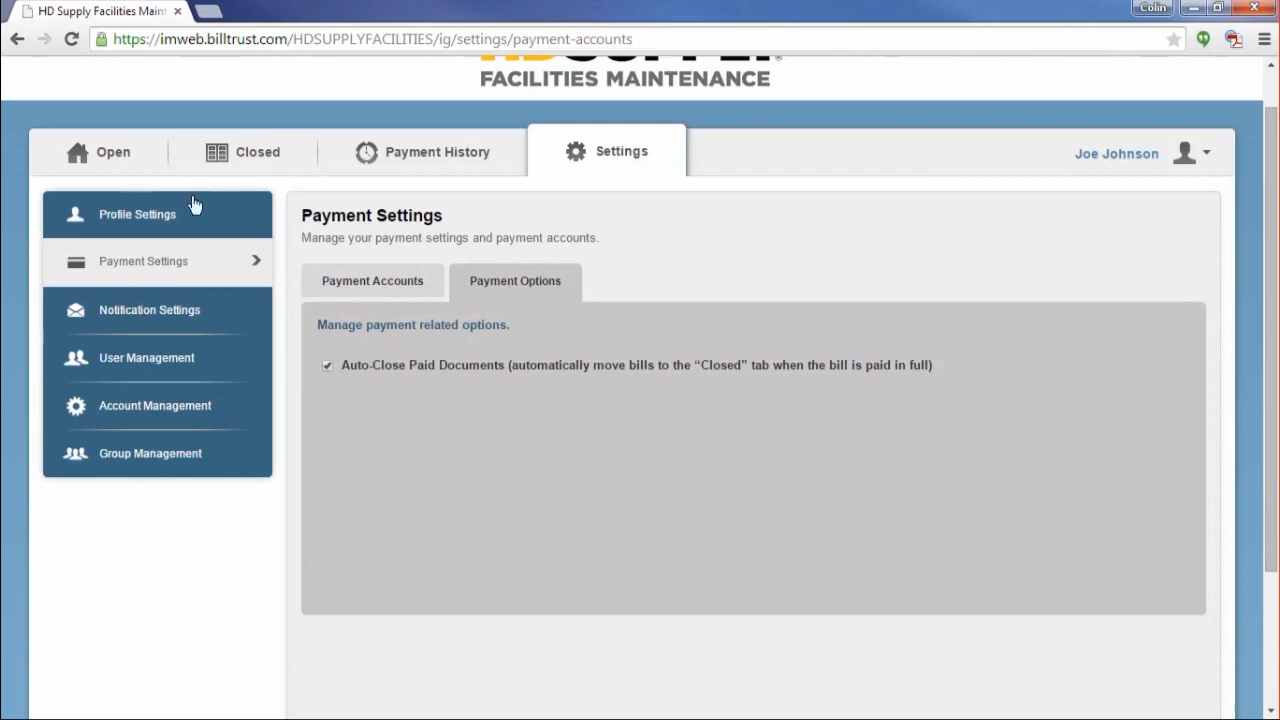 HD Supply Facilities Maint
Colin
https://imweb.billtrust.com/HDSUPPLYFACILITIES/ig/settings/payment-accounts
HD SUPPLY
FACILITIES MAINTENANCE
Open
Closed
Payment History
Settings
Joe Johnson
Profile Settings
Payment Settings
Notification Settings
User Management
Account Management
Group Management
Payment Settings
Manage your payment settings and payment accounts.
Payment Accounts
Payment Options
Manage payment related options.
Auto-Close Paid Documents (automatically move bills to the “Closed” tab when the bill is paid in full)